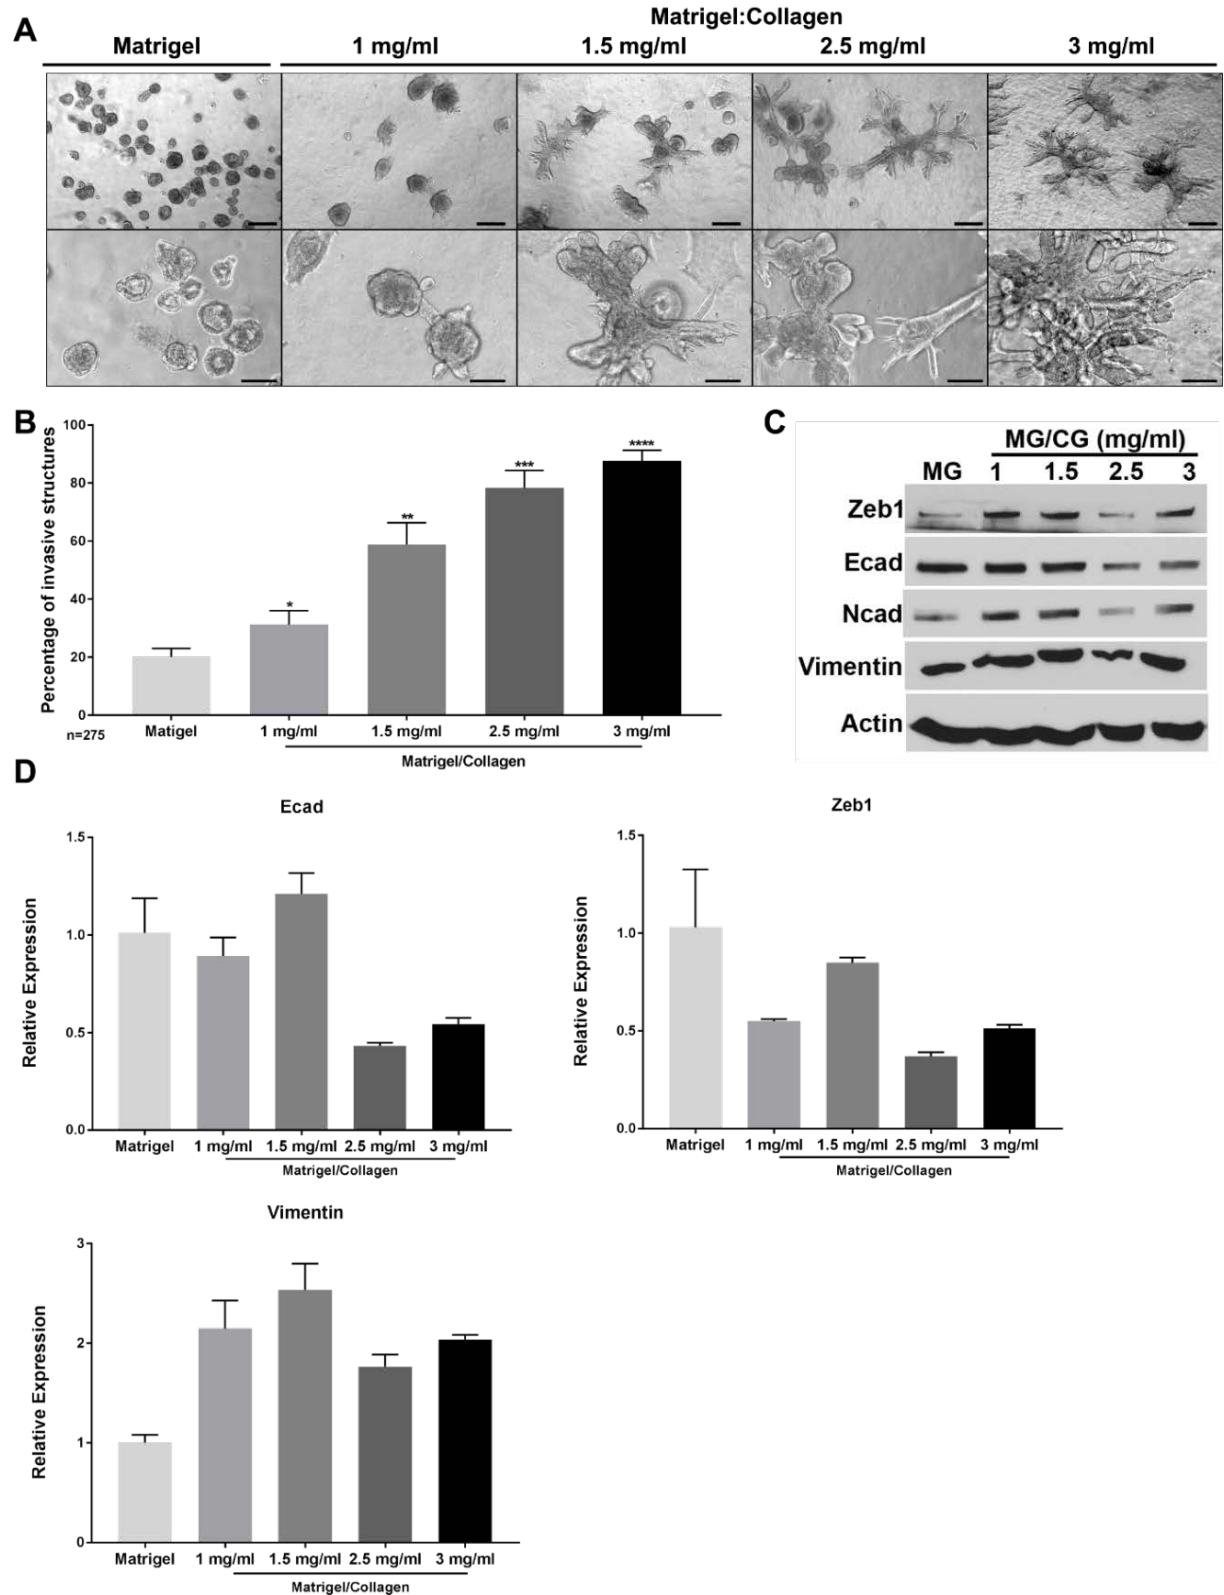 A
Matrigel:Collagen
Matrigel
1 mg/ml
1.5 mg/ml
2.5 mg/ml
3 mg/ml
B
Percentage of invasive structures
100
80
60
40
20
0
*
**
***
****
n=275
Matigel
1 mg/ml
1.5 mg/ml
2.5 mg/ml
3 mg/ml
Matrigel/Collagen
C
MG/CG (mg/ml)
MG 1 1.5 2.5 3
Zeb1
Ecad
Ncad
Vimentin
Actin
D
Ecad
Relative Expression
1.5
1.0
0.5
0.0
Matrigel 1 mg/ml 1.5 mg/ml 2.5 mg/ml 3 mg/ml
Matrigel/Collagen
Zeb1
Relative Expression
1.5
1.0
0.5
0.0
Matrigel 1 mg/ml 1.5 mg/ml 2.5 mg/ml 3 mg/ml
Matrigel/Collagen
Vimentin
Relative Expression
3
2
1
0
Matrigel 1 mg/ml 1.5 mg/ml 2.5 mg/ml 3 mg/ml
Matrigel/Collagen